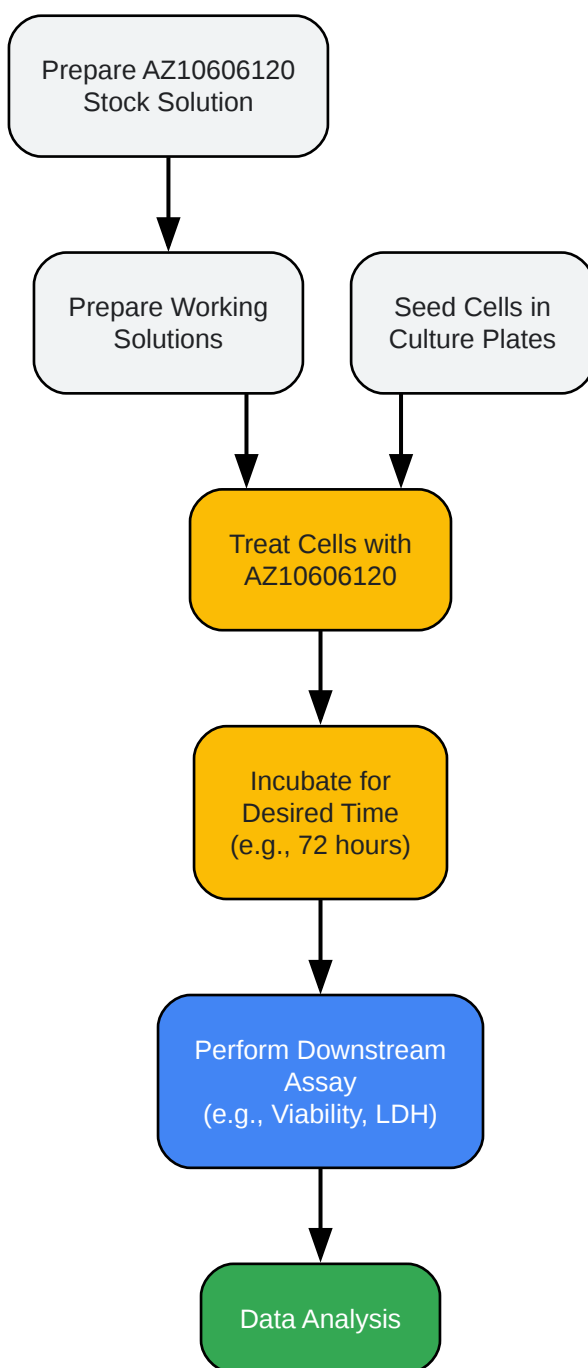 Prepare AZ10606120
Stock Solution
Prepare Working
Solutions
Seed Cells in
Culture Plates
Treat Cells with
AZ10606120
Incubate for
Desired Time
(e.g., 72 hours)
Perform Downstream
Assay
(e.g., Viability, LDH)
Data Analysis